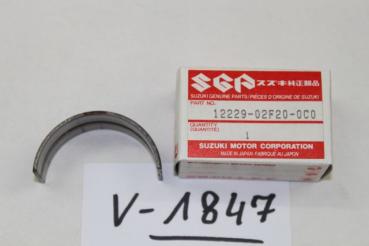 SGP スズキ純正部品
SUZUKI GENUINE PARTS/PIÈCES D'ORIGINE DE SUZUKI
PART NO.
12229-02F20-0C0
QUANTITY
(QUANTITÉ)
1
SUZUKI MOTOR CORPORATION
MADE IN JAPAN·FABRIQUÉ AU JAPON
V-1847